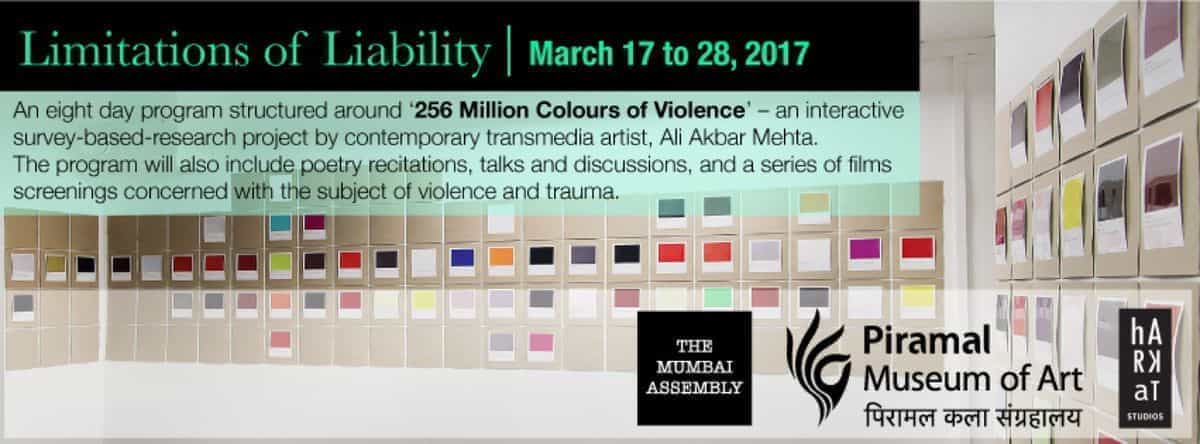 Limitations of Liability | March 17 to 28, 2017
An eight day program structured around ‘256 Million Colours of Violence’ – an interactive
survey-based-research project by contemporary transmedia artist, Ali Akbar Mehta.
The program will also include poetry recitations, talks and discussions, and a series of films
screenings concerned with the subject of violence and trauma.
THE
MUMBAI
ASSEMBLY
Piramal
Museum of Art
पिरामल कला संग्रहालय
hA
RK
aT
STUDIOS